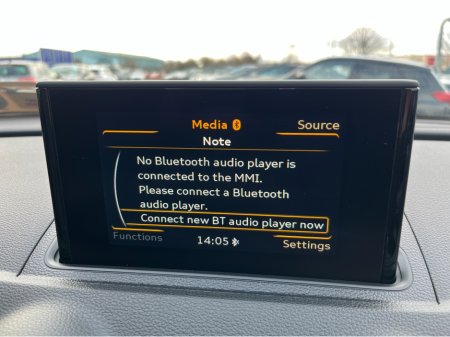 Media
Source
Note
No Bluetooth audio player is
connected to the MMI.
Please connect a Bluetooth
audio player.
Connect new BT audio player now
Functions
14:05
Settings